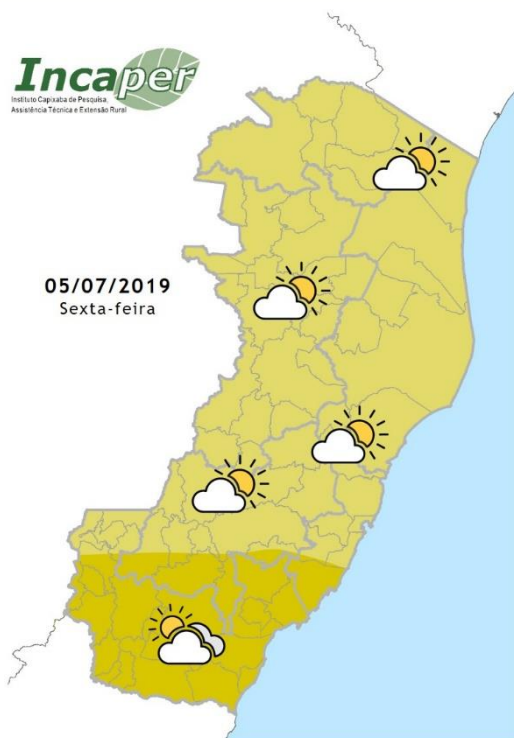 Incaper
Instituto Capixaba de Pesquisa,
Assistência Técnica e Extensão Rural
05/07/2019
Sexta-feira